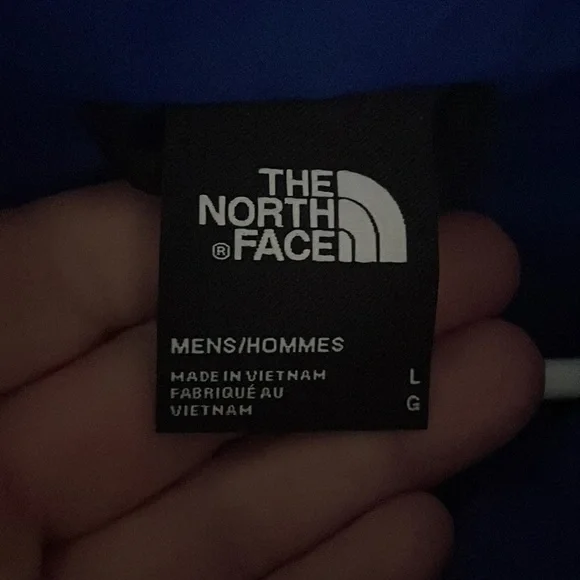 THE
NORTH
® FACE
MENS/HOMMES
MADE IN VIETNAM L
FABRIQUÉ AU
VIETNAM G